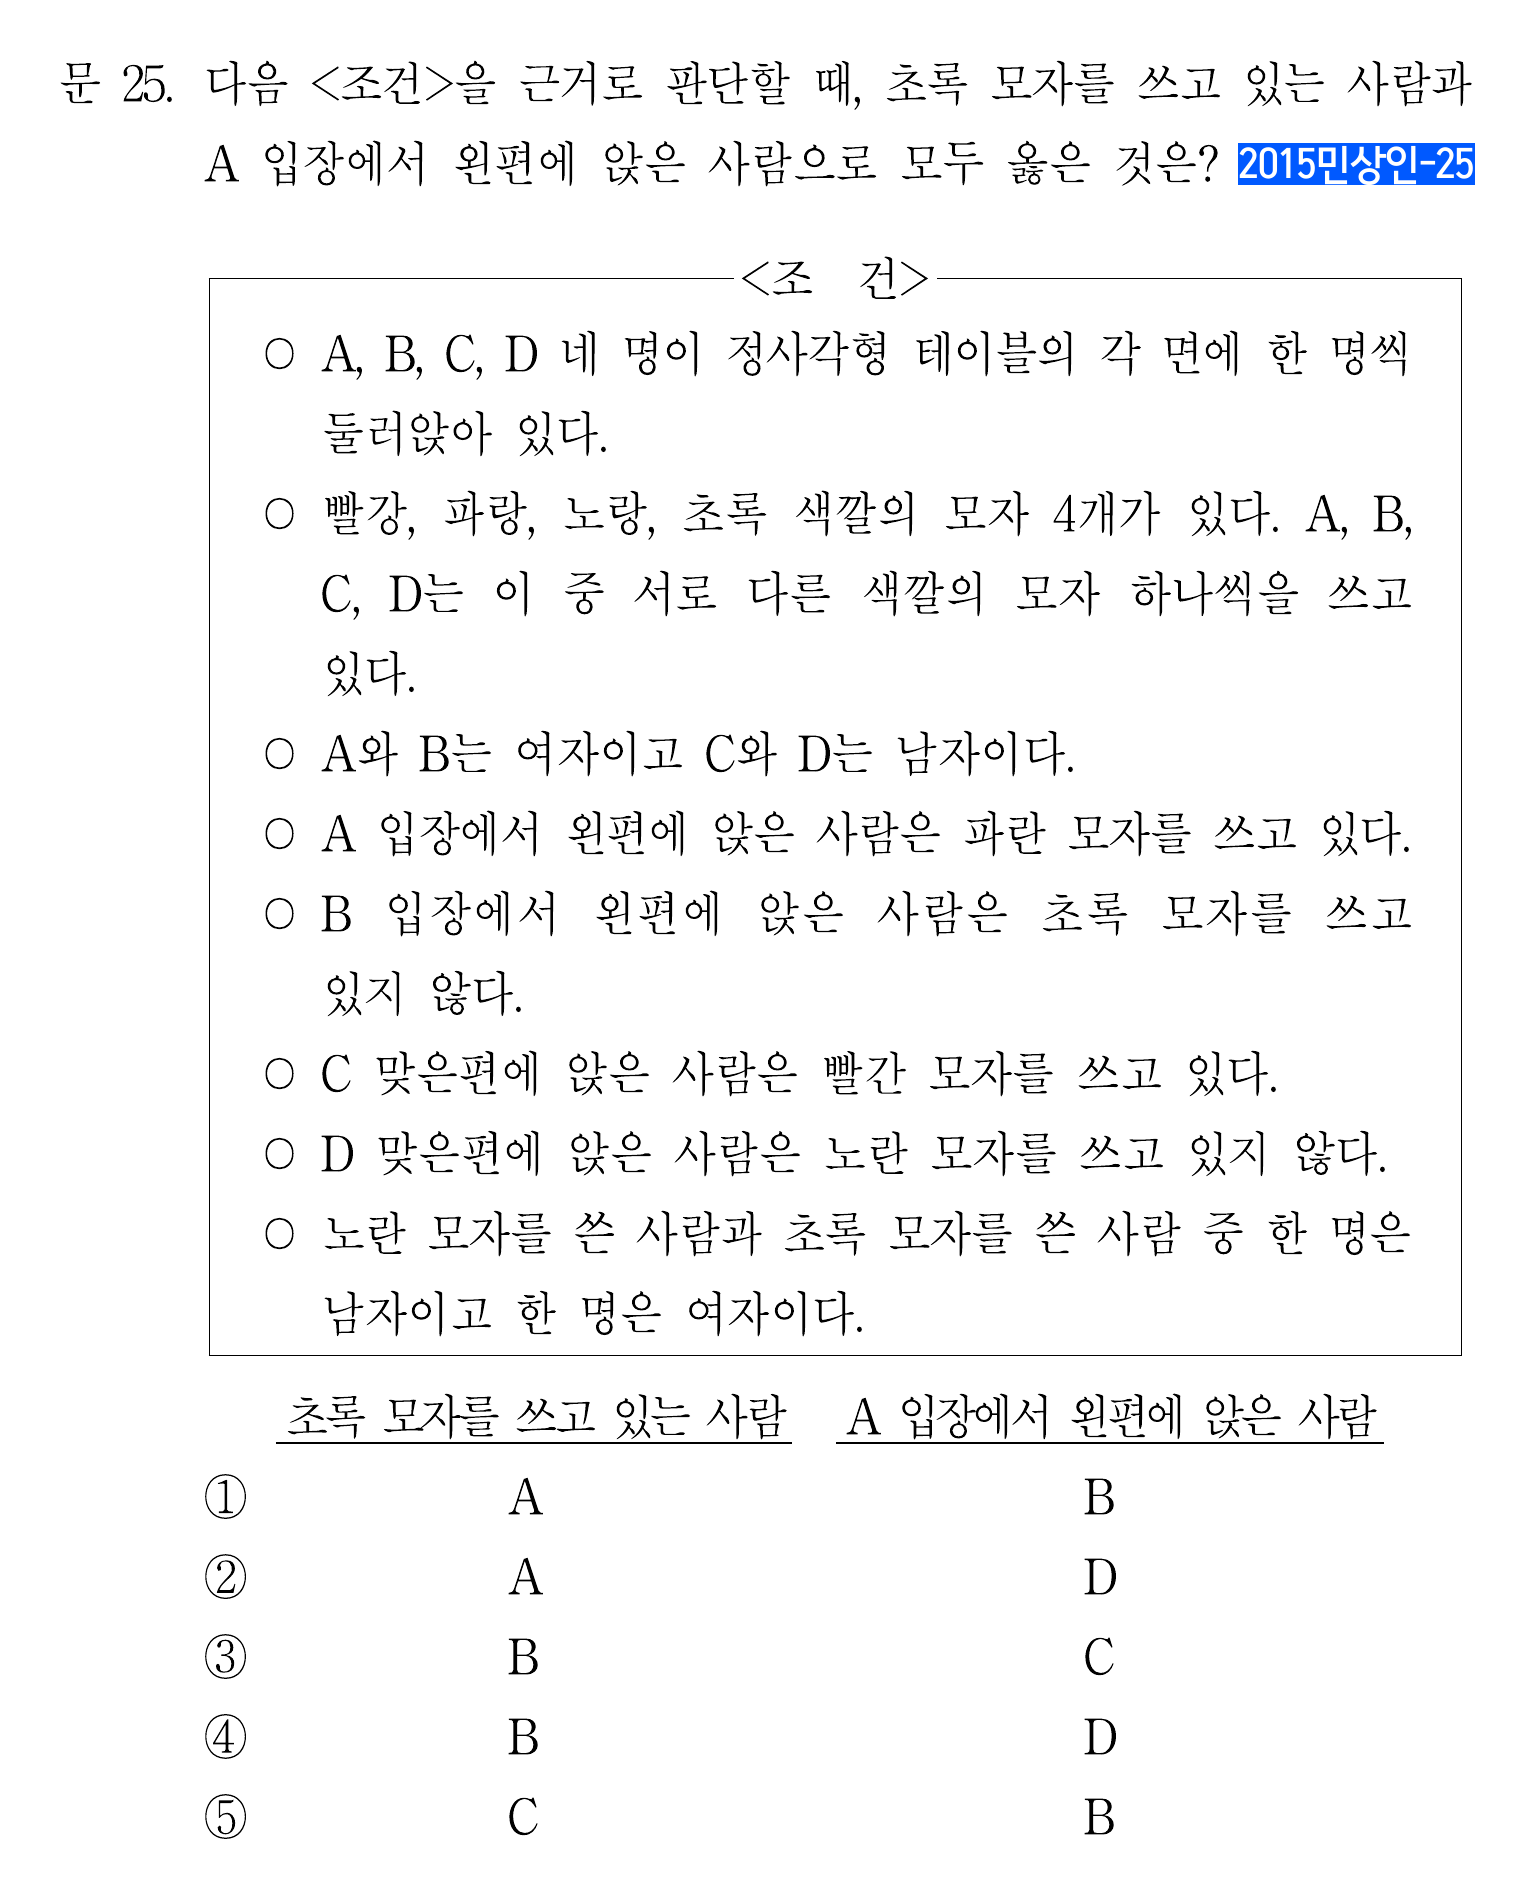 문 25. 다음 <조건>을 근거로 판단할 때, 초록 모자를 쓰고 있는 사람과
A 입장에서 왼편에 앉은 사람으로 모두 옳은 것은? 2015민상인-25
<조 건>
○ A, B, C, D 네 명이 정사각형 테이블의 각 면에 한 명씩
둘러앉아 있다.
○ 빨강, 파랑, 노랑, 초록 색깔의 모자 4개가 있다. A, B,
C, D는 이 중 서로 다른 색깔의 모자 하나씩을 쓰고
있다.
○ A와 B는 여자이고 C와 D는 남자이다.
○ A 입장에서 왼편에 앉은 사람은 파란 모자를 쓰고 있다.
○ B 입장에서 왼편에 앉은 사람은 초록 모자를 쓰고
있지 않다.
○ C 맞은편에 앉은 사람은 빨간 모자를 쓰고 있다.
○ D 맞은편에 앉은 사람은 노란 모자를 쓰고 있지 않다.
○ 노란 모자를 쓴 사람과 초록 모자를 쓴 사람 중 한 명은
남자이고 한 명은 여자이다.
초록 모자를 쓰고 있는 사람 A 입장에서 왼편에 앉은 사람
① A B
② A D
③ B C
④ B D
⑤ C B